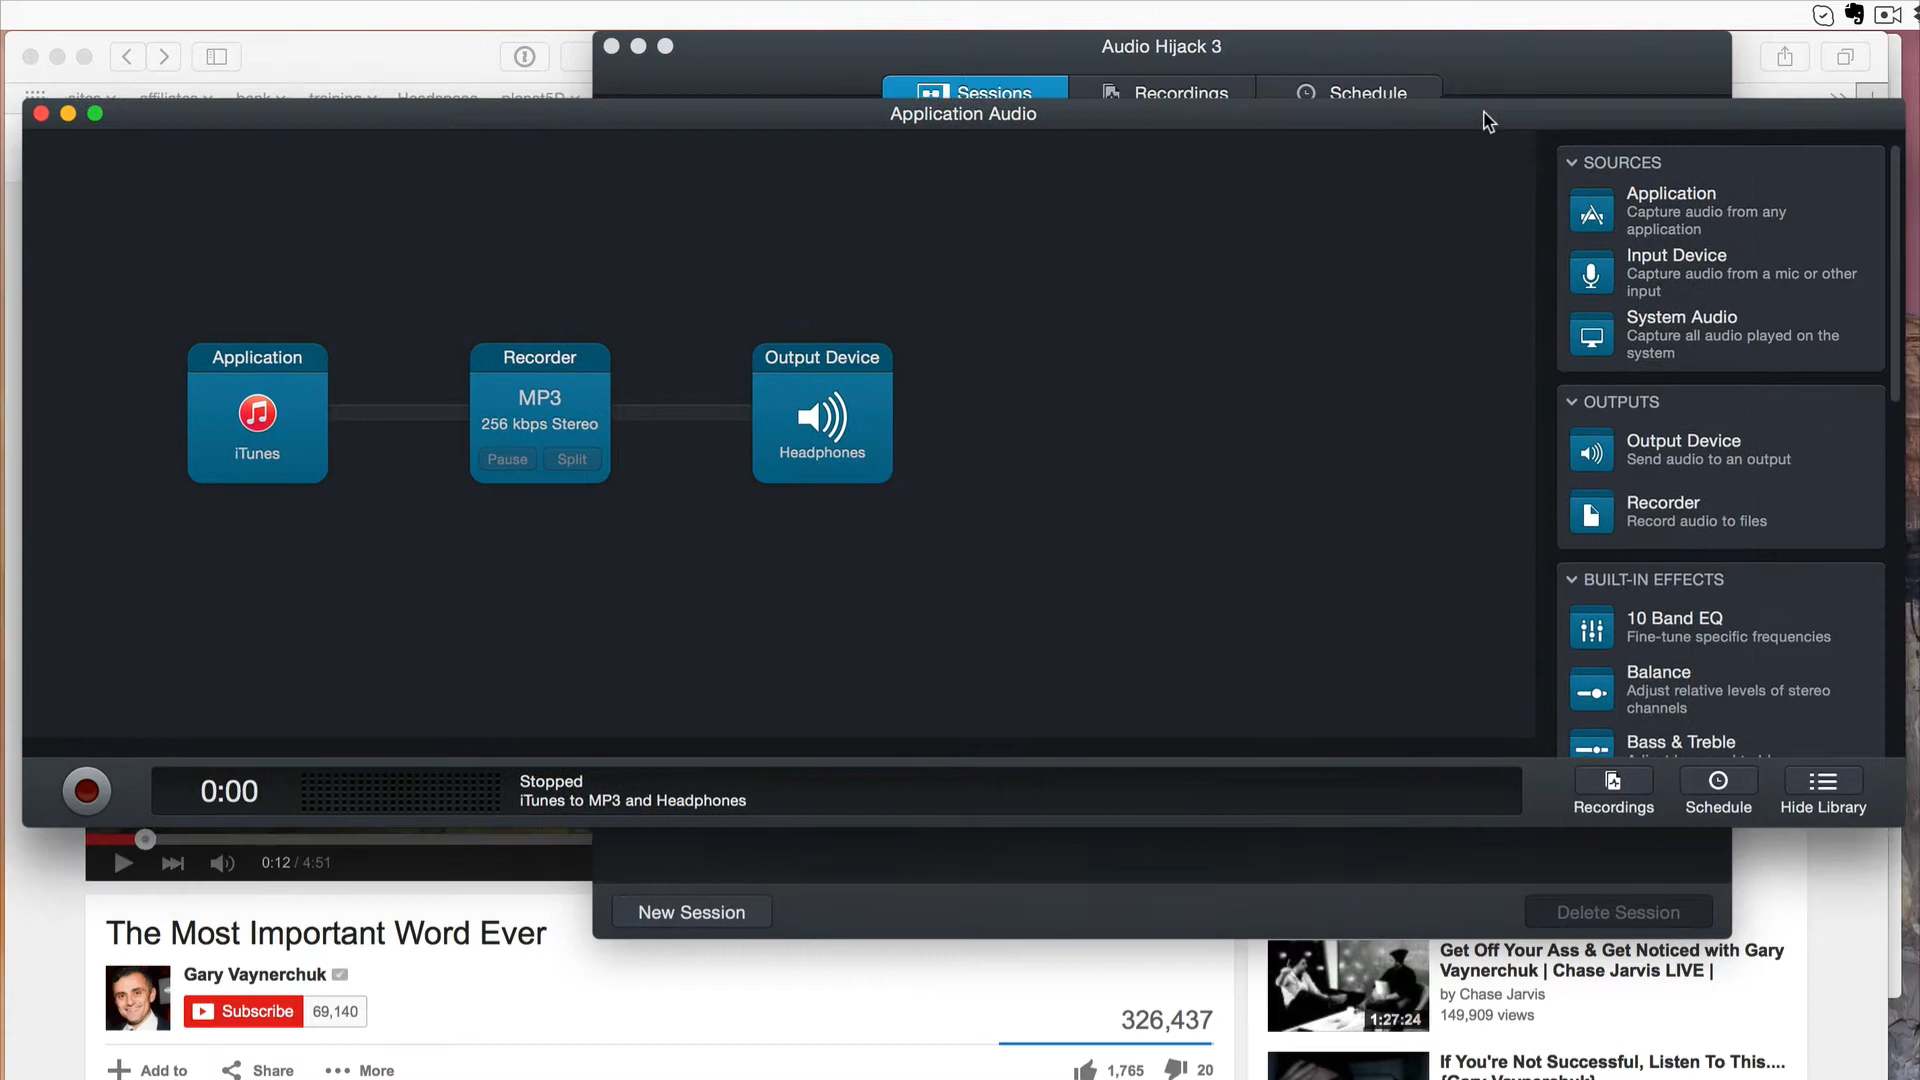 Audio Hijack 3
Sessions
Recordings
Schedule
Application Audio
Application
iTunes
Recorder
MP3
256 kbps Stereo
Pause
Split
Output Device
Headphones
SOURCES
Application
Capture audio from any
application
Input Device
Capture audio from a mic or other
input
System Audio
Capture all audio played on the
system
OUTPUTS
Output Device
Send audio to an output
Recorder
Record audio to files
BUILT-IN EFFECTS
10 Band EQ
Fine-tune specific frequencies
Balance
Adjust relative levels of stereo
channels
Bass & Treble
0:00
Stopped
iTunes to MP3 and Headphones
Recordings
Schedule
Hide Library
0:12 / 4:51
New Session
Delete Session
The Most Important Word Ever
Gary Vaynerchuk
Subscribe
69,140
326,437
Add to
Share
More
1,765
20
Get Off Your Ass & Get Noticed with Gary
Vaynerchuk | Chase Jarvis LIVE |
by Chase Jarvis
149,909 views
1:27:24
If You're Not Successful, Listen To This....